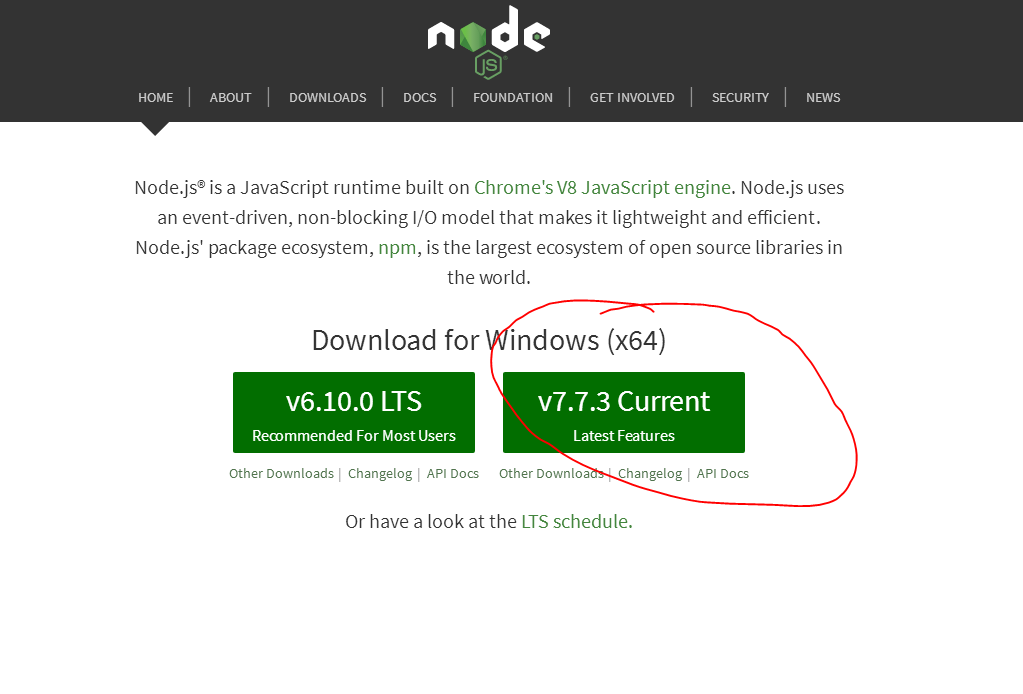 node
JS
HOME ABOUT DOWNLOADS DOCS FOUNDATION GET INVOLVED SECURITY NEWS
Node.js® is a JavaScript runtime built on Chrome's V8 JavaScript engine. Node.js uses
an event-driven, non-blocking I/O model that makes it lightweight and efficient.
Node.js' package ecosystem, npm, is the largest ecosystem of open source libraries in
the world.
Download for Windows (x64)
v6.10.0 LTS
Recommended For Most Users
Other Downloads | Changelog | API Docs
v7.7.3 Current
Latest Features
Other Downloads | Changelog | API Docs
Or have a look at the LTS schedule.